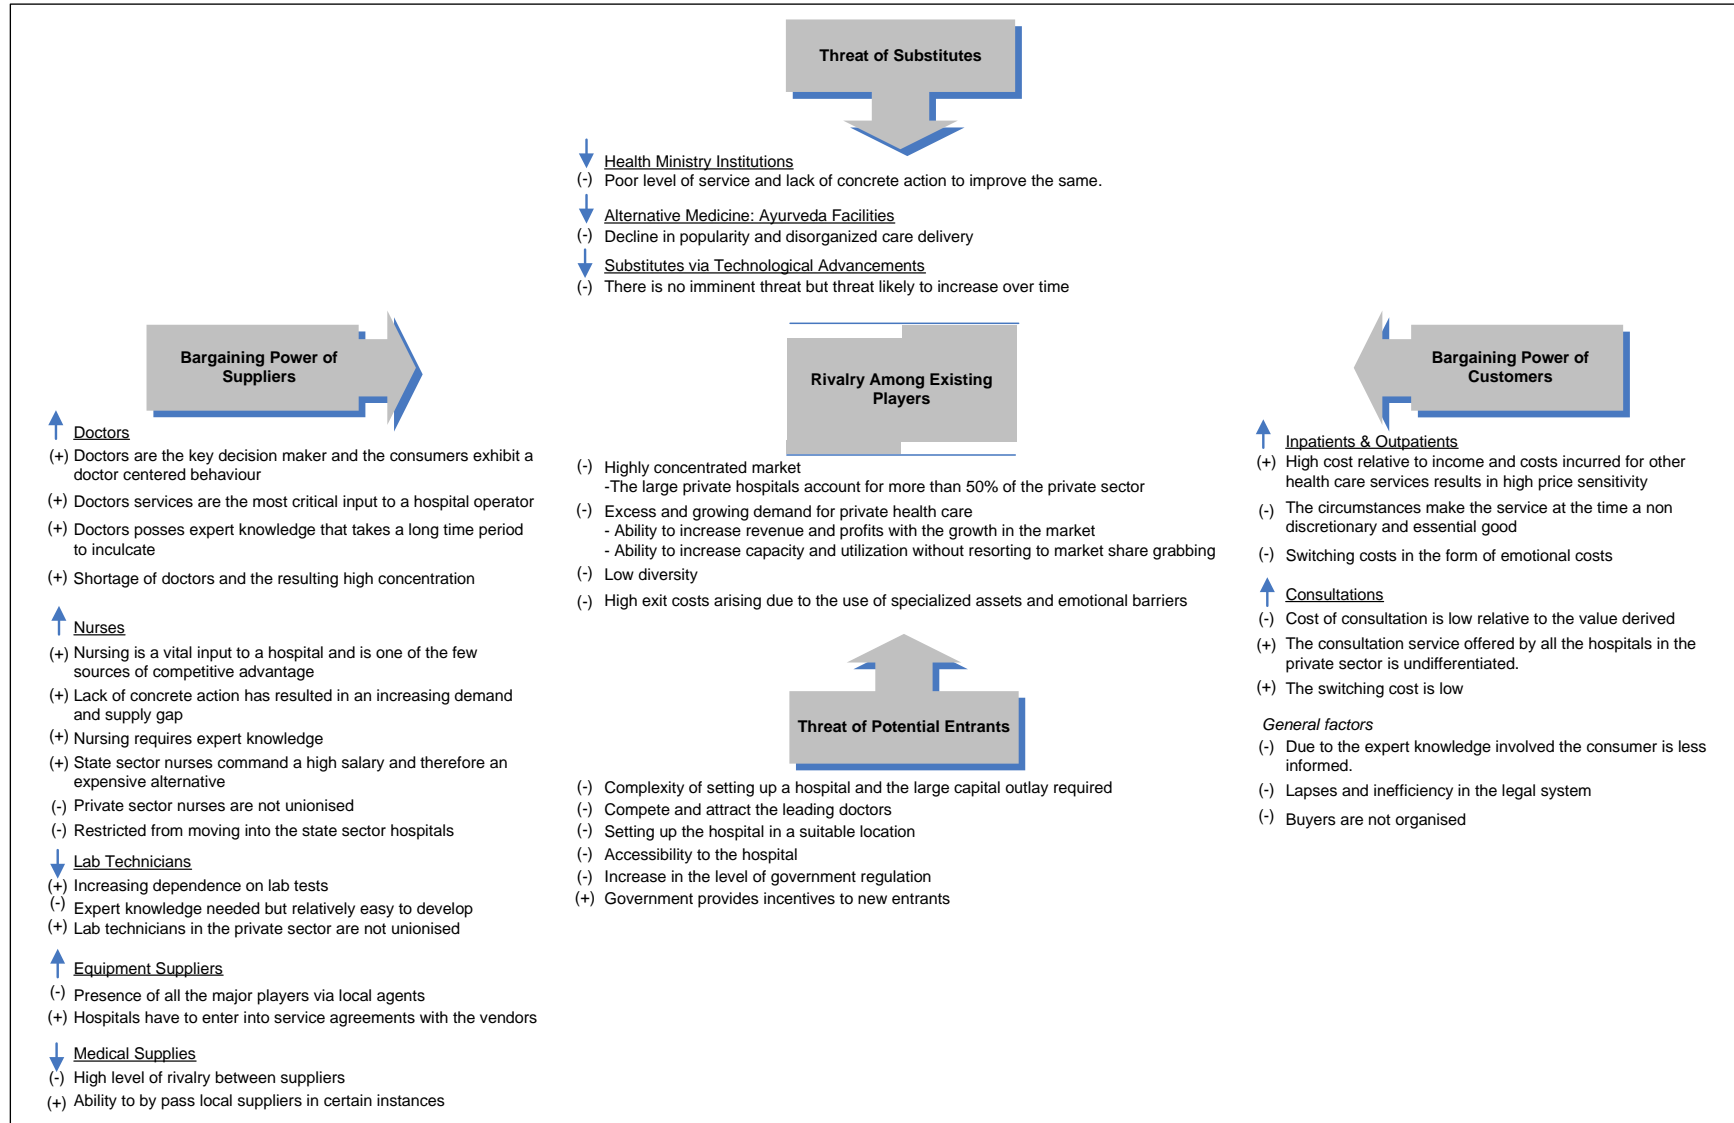 Threat of Substitutes
Health Ministry Institutions
(-) Poor level of service and lack of concrete action to improve the same.
Alternative Medicine: Ayurveda Facilities
(-) Decline in popularity and disorganized care delivery
Substitutes via Technological Advancements
(-) There is no imminent threat but threat likely to increase over time
Bargaining Power of
Suppliers
Doctors
(+) Doctors are the key decision maker and the consumers exhibit a
doctor centered behaviour
(+) Doctors services are the most critical input to a hospital operator
(+) Doctors posses expert knowledge that takes a long time period
to inculcate
(+) Shortage of doctors and the resulting high concentration
Nurses
(+) Nursing is a vital input to a hospital and is one of the few
sources of competitive advantage
(+) Lack of concrete action has resulted in an increasing demand
and supply gap
(+) Nursing requires expert knowledge
(+) State sector nurses command a high salary and therefore an
expensive alternative
(-) Private sector nurses are not unionised
(-) Restricted from moving into the state sector hospitals
Lab Technicians
(+) Increasing dependence on lab tests
(-) Expert knowledge needed but relatively easy to develop
(+) Lab technicians in the private sector are not unionised
Equipment Suppliers
(-) Presence of all the major players via local agents
(+) Hospitals have to enter into service agreements with the vendors
Medical Supplies
(-) High level of rivalry between suppliers
(+) Ability to by pass local suppliers in certain instances
Rivalry Among Existing
Players
(-) Highly concentrated market
-The large private hospitals account for more than 50% of the private sector
(-) Excess and growing demand for private health care
- Ability to increase revenue and profits with the growth in the market
- Ability to increase capacity and utilization without resorting to market share grabbing
(-) Low diversity
(-) High exit costs arising due to the use of specialized assets and emotional barriers
Threat of Potential Entrants
(-) Complexity of setting up a hospital and the large capital outlay required
(-) Compete and attract the leading doctors
(-) Setting up the hospital in a suitable location
(-) Accessibility to the hospital
(-) Increase in the level of government regulation
(+) Government provides incentives to new entrants
Bargaining Power of
Customers
Inpatients & Outpatients
(+) High cost relative to income and costs incurred for other
health care services results in high price sensitivity
(-) The circumstances make the service at the time a non
discretionary and essential good
(-) Switching costs in the form of emotional costs
Consultations
(-) Cost of consultation is low relative to the value derived
(+) The consultation service offered by all the hospitals in the
private sector is undifferentiated.
(+) The switching cost is low
General factors
(-) Due to the expert knowledge involved the consumer is less
informed.
(-) Lapses and inefficiency in the legal system
(-) Buyers are not organised